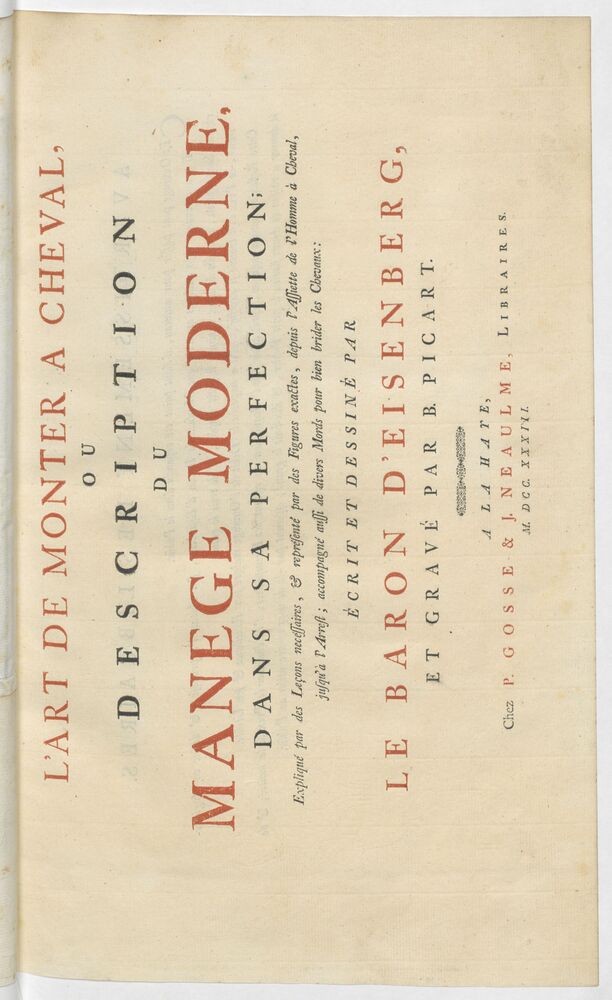 L'ART DE MONTER A CHEVAL,
OU
DESCRIPTION
DU
MANEGE MODERNE,
DANS SA PERFECTION;
Expliqué par des Leçons neceſſaires, & repréſenté par des Figures exactes, depuis l'Aſſiette de l'Homme à Cheval,
juſqu'à l'Arreſt; accompagné auſſi de divers Mords pour bien brider les Chevaux:
ÉCRIT ET DESSINÉ PAR
LE BARON D'EISENBERG,
ET GRAVÉ PAR B. PICART.
A LA HAYE,
Chez P. GOSSE & J. NEAULME, LIBRAIRES.